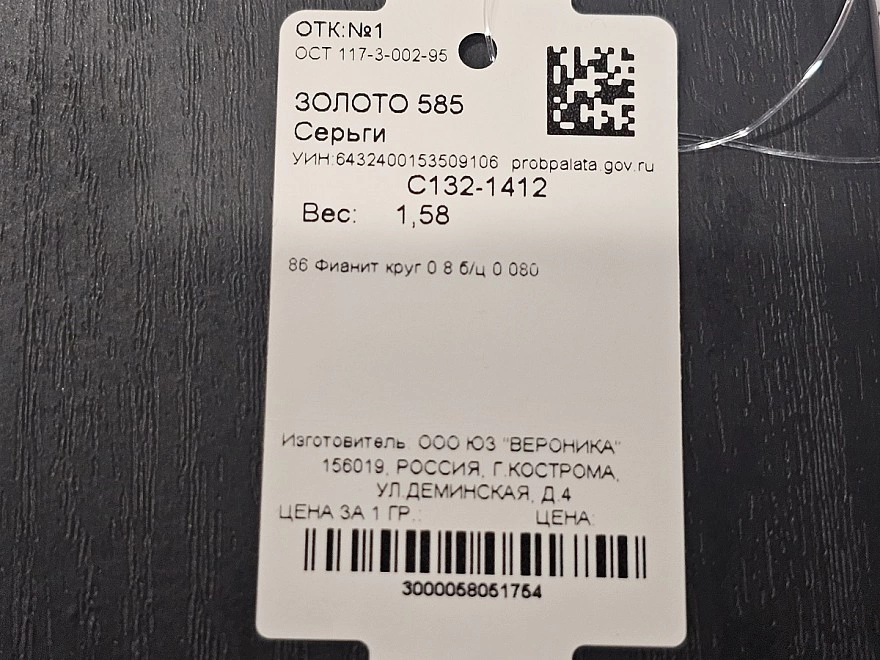 ОТК:№1
ОСТ 117-3-002-95
ЗОЛОТО 585
Серьги
УИН:6432400153509106 probpalata.gov.ru
С132-1412
Вес: 1,58
86 Фианит круг 0 8 б/ц 0 080
Изготовитель: ООО ЮЗ "ВЕРОНИКА"
156019, РОССИЯ, Г.КОСТРОМА,
УЛ.ДЕМИНСКАЯ, Д.4
ЦЕНА ЗА 1 ГР.: ЦЕНА:
3000058051754